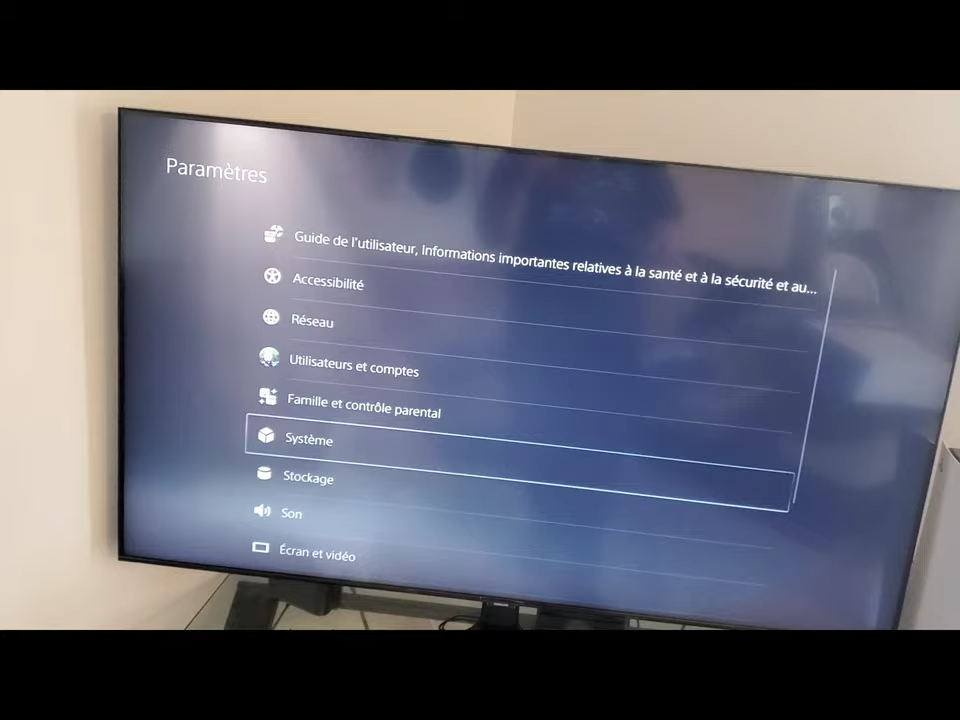 Paramètres
Guide de l'utilisateur, Informations importantes relatives à la santé et à la sécurité et au...
Accessibilité
Réseau
Utilisateurs et comptes
Famille et contrôle parental
Système
Stockage
Son
Écran et vidéo